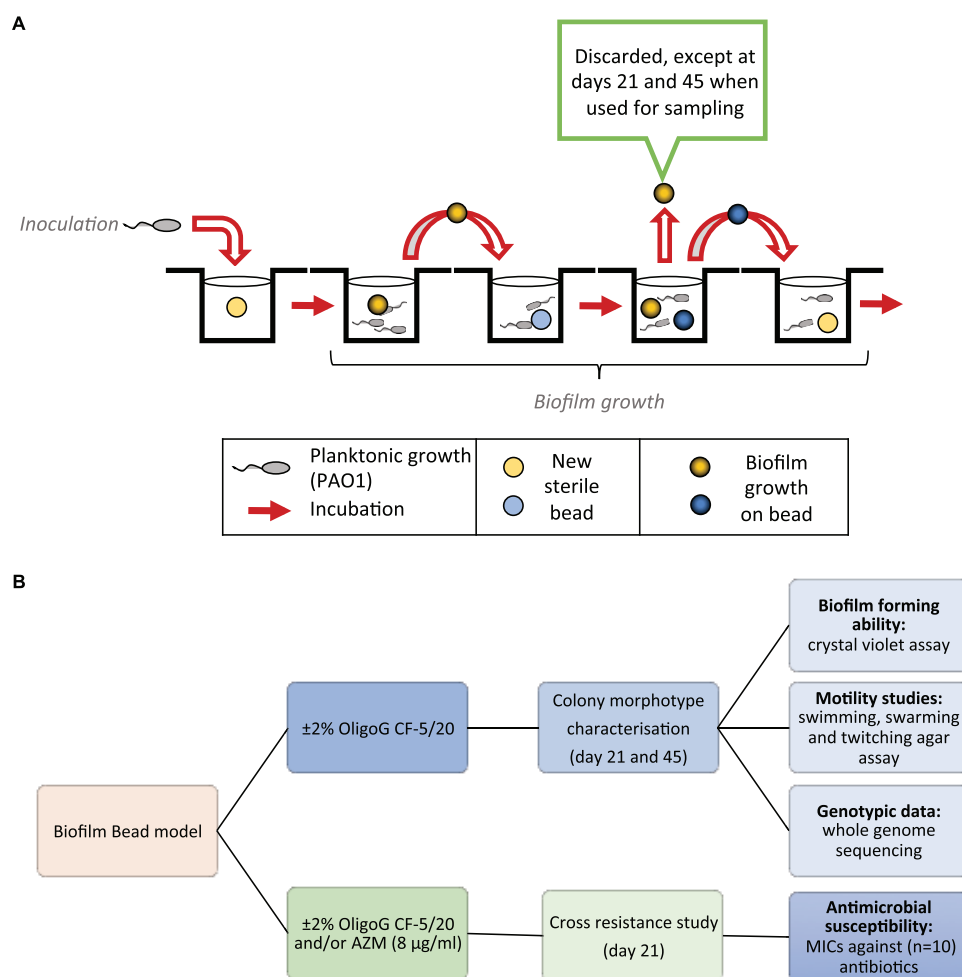 A
Discarded, except at
days 21 and 45 when
used for sampling
Inoculation
Biofilm growth
Planktonic growth
(PAO1)
Incubation
New
sterile
bead
Biofilm
growth
on bead
B
Biofilm Bead model
±2% OligoG CF-5/20
Colony morphotype
characterisation
(day 21 and 45)
Biofilm forming
ability:
crystal violet assay
Motility studies:
swimming, swarming
and twitching agar
assay
Genotypic data:
whole genome
sequencing
±2% OligoG CF-5/20
and/or AZM (8 µg/ml)
Cross resistance study
(day 21)
Antimicrobial
susceptibility:
MICs against (n=10)
antibiotics